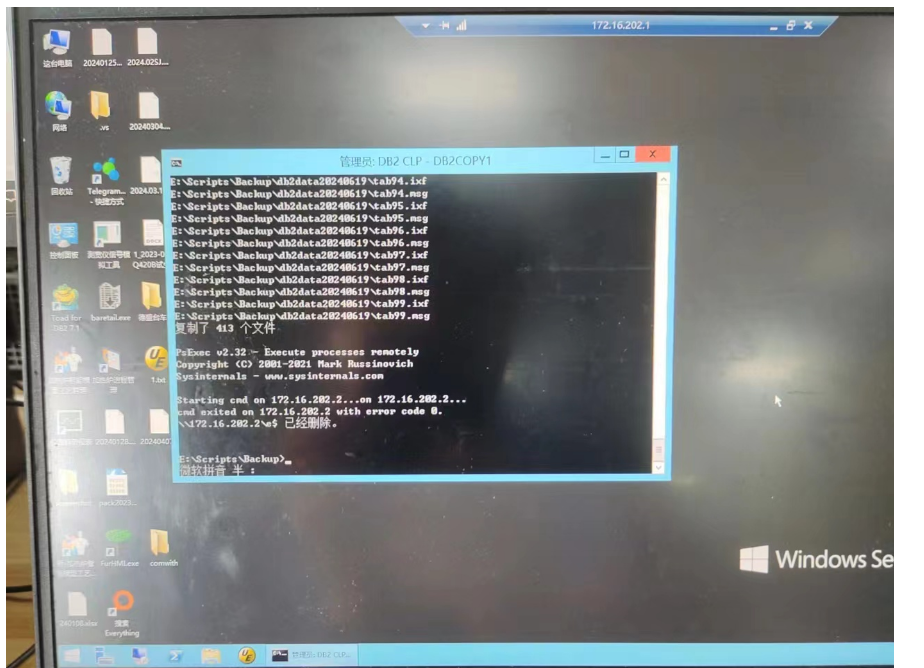 172.16.202.1
这台电脑
20240125...
2024.02SJ...
网络
.vs
20240304....
回收站
Telegram...
- 快捷方式
2024.03.1
控制面板
拟工具
1_2023-0
Toad for
DB2 7.1
baretail.exe
1.txt
20240128....
2024040
FurHMI.exe
comwith
240108.xlsx
搜索
Everything
管理员: DB2 CLP - DB2COPY1
E:\Scripts\Backup\db2data20240619\tab94.ixf
E:\Scripts\Backup\db2data20240619\tab94.msg
E:\Scripts\Backup\db2data20240619\tab95.ixf
E:\Scripts\Backup\db2data20240619\tab95.msg
E:\Scripts\Backup\db2data20240619\tab96.ixf
E:\Scripts\Backup\db2data20240619\tab96.msg
E:\Scripts\Backup\db2data20240619\tab97.ixf
E:\Scripts\Backup\db2data20240619\tab97.msg
E:\Scripts\Backup\db2data20240619\tab98.ixf
E:\Scripts\Backup\db2data20240619\tab98.msg
E:\Scripts\Backup\db2data20240619\tab99.ixf
E:\Scripts\Backup\db2data20240619\tab99.msg
复制了 413 个文件
PsExec v2.32 - Execute processes remotely
Copyright (C) 2001-2021 Mark Russinovich
Sysinternals - www.sysinternals.com
Starting cmd on 172.16.202.2...on 172.16.202.2...
cmd exited on 172.16.202.2 with error code 0.
\\172.16.202.2\e$ 已经删除。
E:\Scripts\Backup>_
微软拼音 半 :
Windows Se
管理员: DB2 CLP...